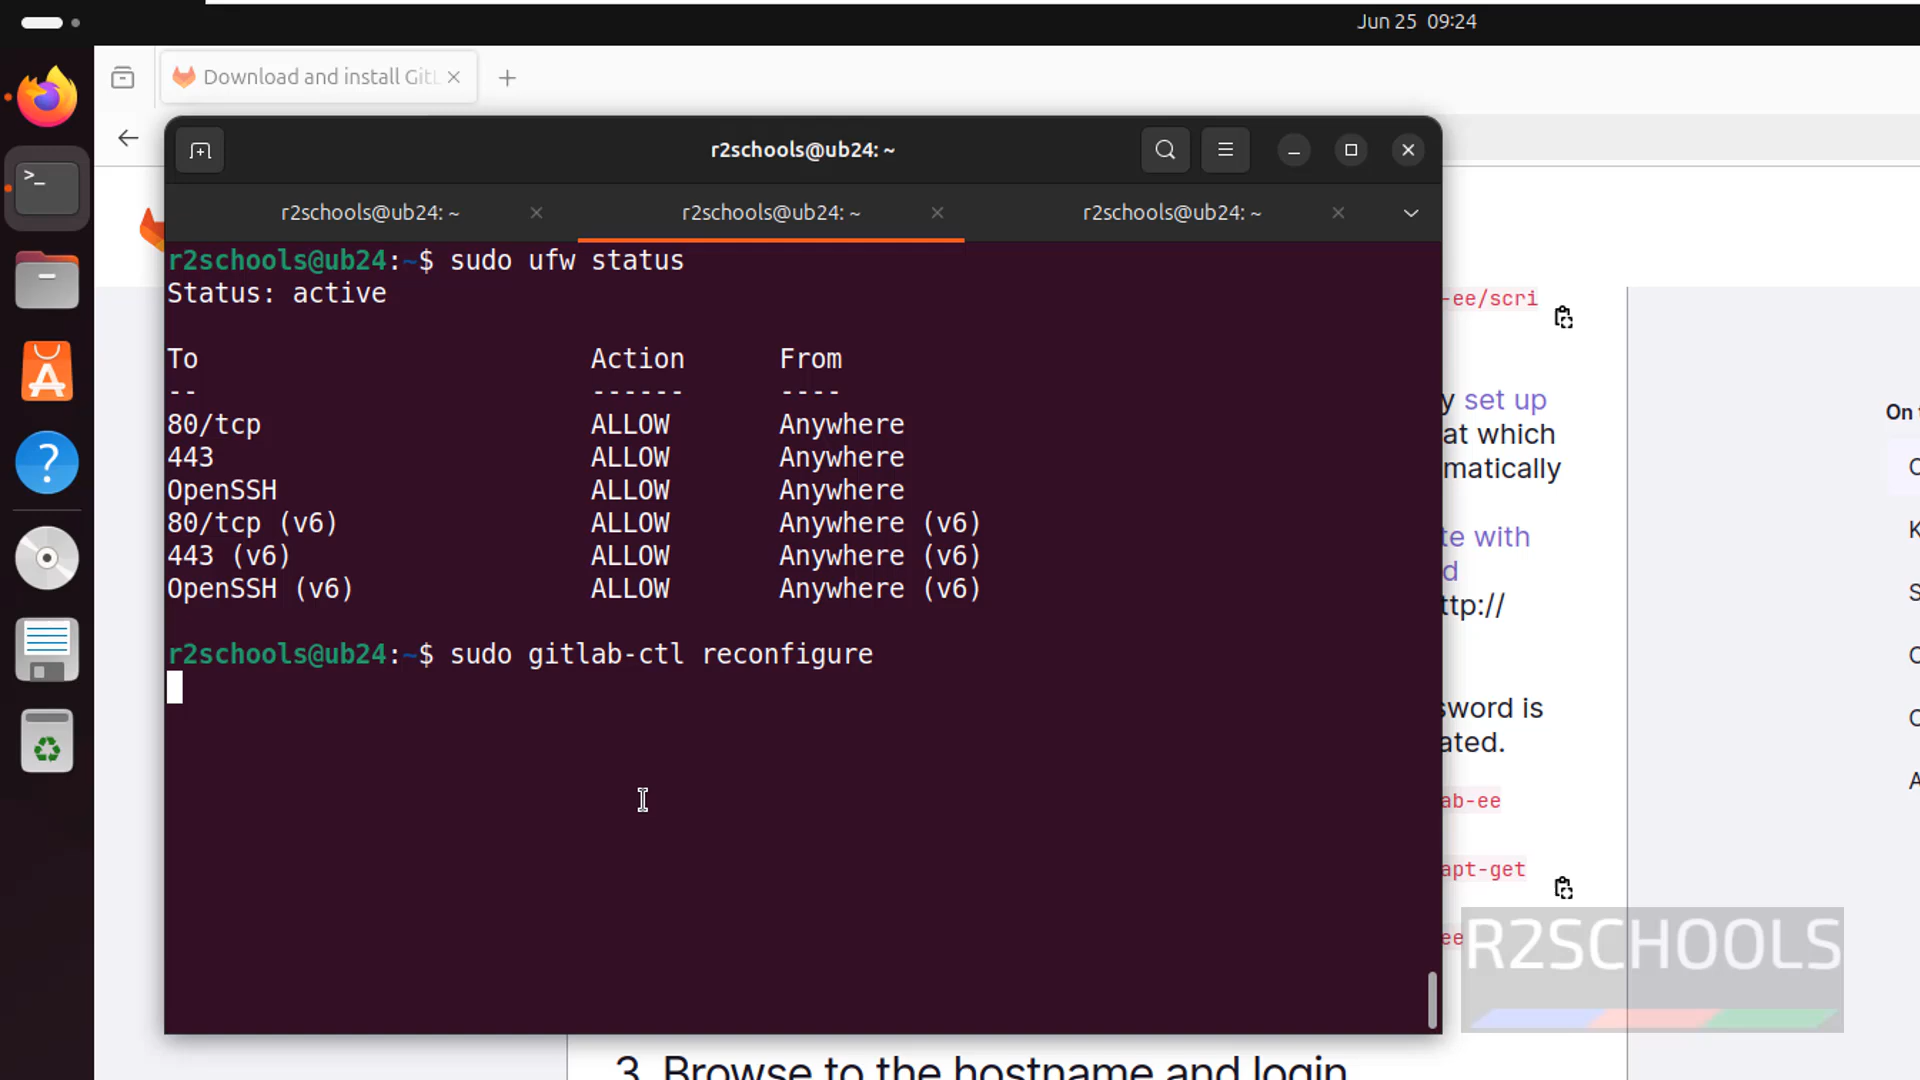 Jun 25 09:24
Download and install GitL
r2schools@ub24: ~
r2schools@ub24: ~
r2schools@ub24: ~
r2schools@ub24: ~
r2schools@ub24:~$ sudo ufw status
Status: active
To Action From
-- ------ ----
80/tcp ALLOW Anywhere
443 ALLOW Anywhere
OpenSSH ALLOW Anywhere
80/tcp (v6) ALLOW Anywhere (v6)
443 (v6) ALLOW Anywhere (v6)
OpenSSH (v6) ALLOW Anywhere (v6)
r2schools@ub24:~$ sudo gitlab-ctl reconfigure
-ee/scri
y set up
at which
matically
te with
d
ttp://
sword is
ated.
ab-ee
apt-get
ee
On
R2SCHOOLS
3. Browse to the hostname and login